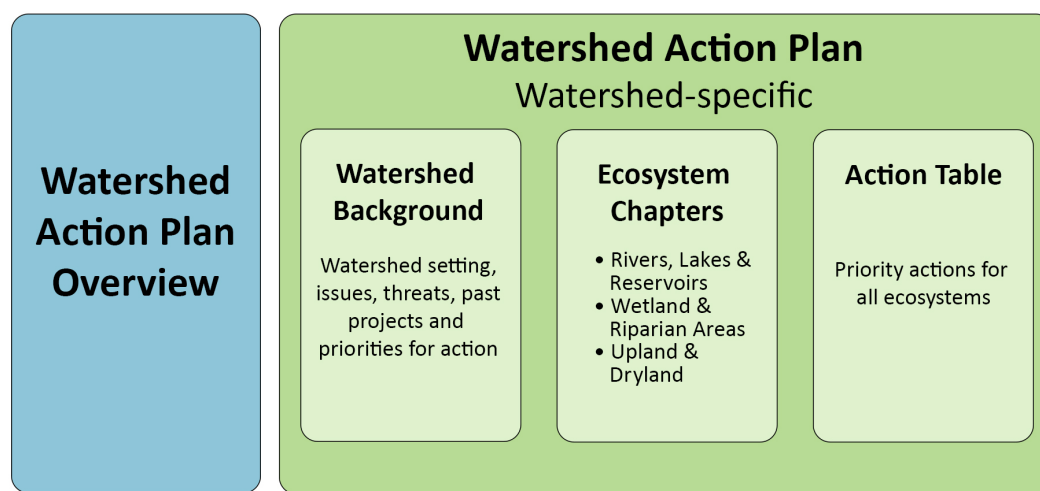 Watershed
Action Plan
Overview
Watershed Action Plan
Watershed-specific
Watershed
Background
Watershed setting,
issues, threats, past
projects and
priorities for action
Ecosystem
Chapters
• Rivers, Lakes &
Reservoirs
• Wetland &
Riparian Areas
• Upland &
Dryland
Action Table
Priority actions for
all ecosystems